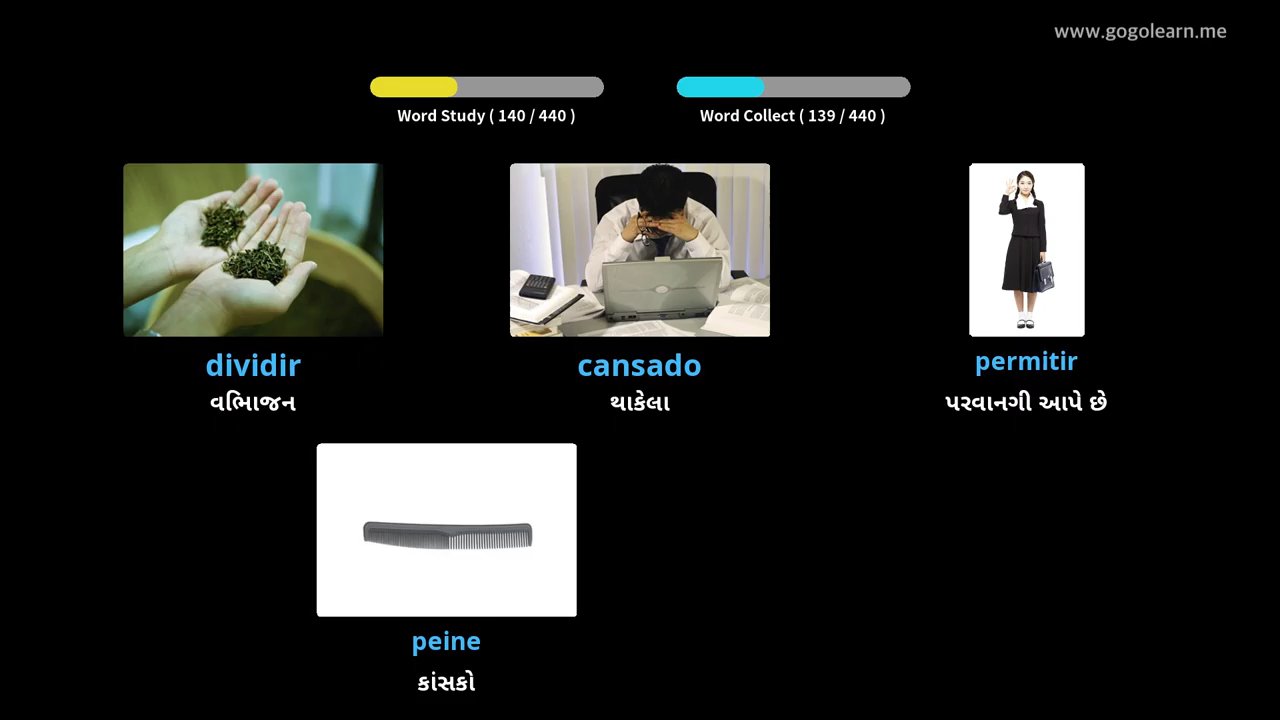 www.gogolearn.me
Word Study ( 140 / 440 )
Word Collect ( 139 / 440 )
dividir
વિભાજન
cansado
થાકેલા
permitir
પરવાનગી આપે છે
peine
કાંસકો